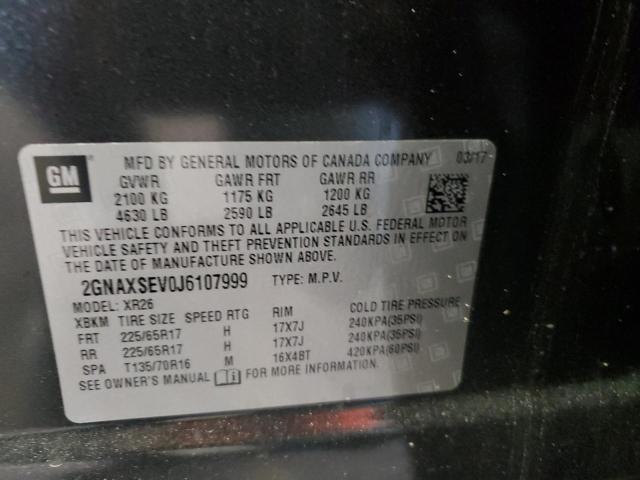 GM
MFD BY GENERAL MOTORS OF CANADA COMPANY 03/17
GVWR GAWR FRT GAWR RR
2100 KG 1175 KG 1200 KG
4630 LB 2590 LB 2645 LB
THIS VEHICLE CONFORMS TO ALL APPLICABLE U.S. FEDERAL MOTOR
VEHICLE SAFETY AND THEFT PREVENTION STANDARDS IN EFFECT ON
THE DATE OF MANUFACTURE SHOWN ABOVE.
2GNAXSEV0J6107999 TYPE: M.P.V.
MODEL: XR26
XBKM TIRE SIZE SPEED RTG RIM COLD TIRE PRESSURE
FRT 225/65R17 H 17X7J 240KPA(35PSI)
RR 225/65R17 H 17X7J 240KPA(35PSI)
SPA T135/70R16 M 16X4BT 420KPA(60PSI)
SEE OWNER'S MANUAL FOR MORE INFORMATION.